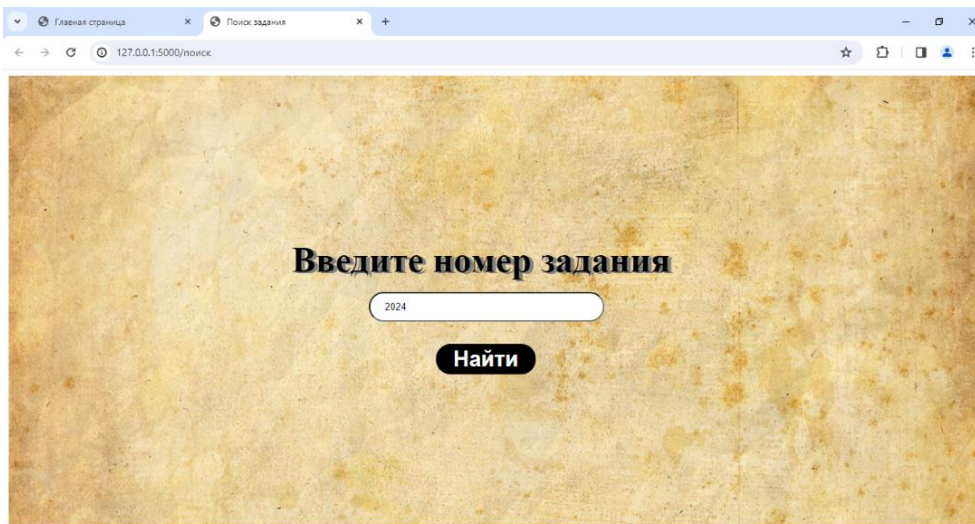 Главная страница
Поиск задания
127.0.0.1:5000/поиск
Введите номер задания
2024
Найти